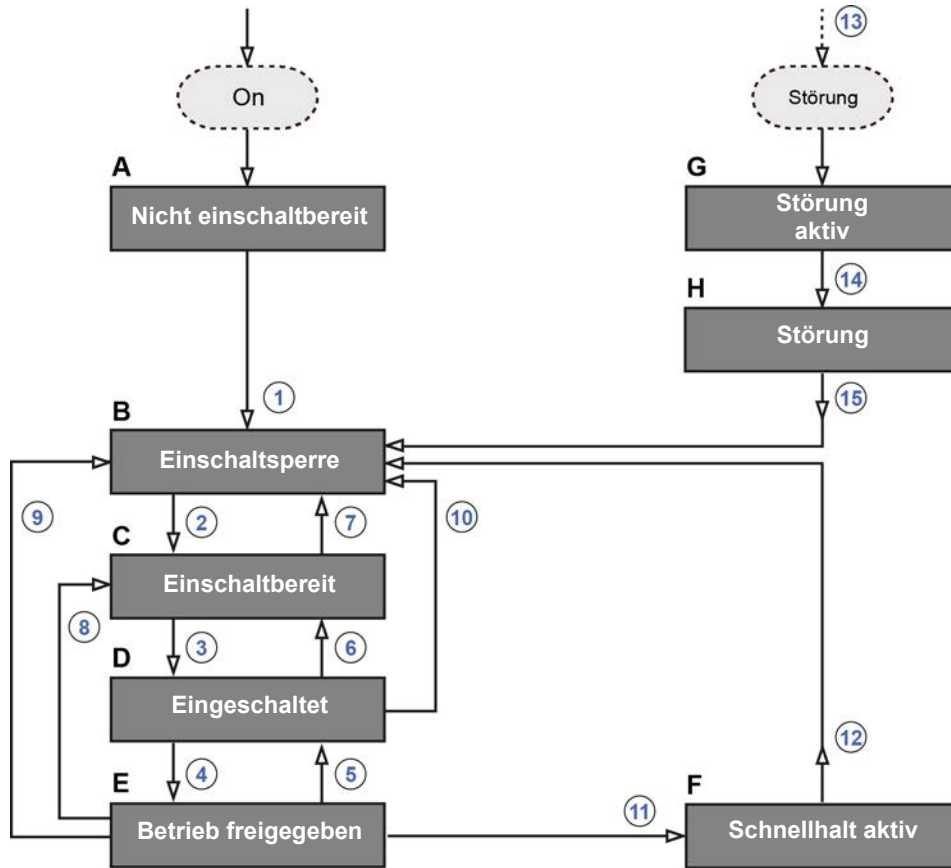 13
On
Störung
A
G
Nicht einschaltbereit
Störung
aktiv
14
H
Störung
1
15
B
Einschaltsperre
9
2
7
10
C
Einschaltbereit
8
3
6
D
Eingeschaltet
12
4
5
E
F
11
Betrieb freigegeben
Schnellhalt aktiv